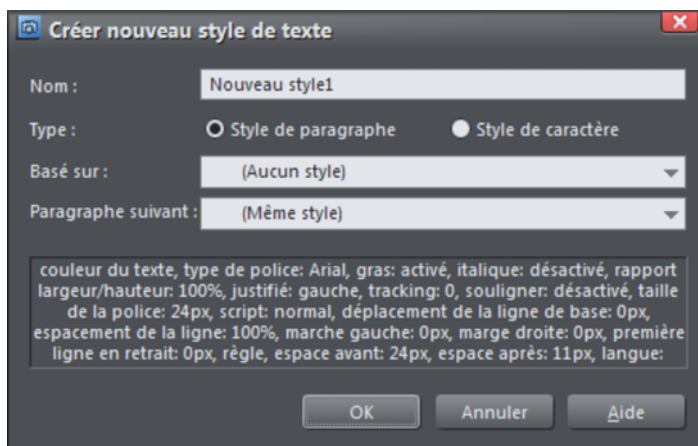 Créer nouveau style de texte
Nom :
Nouveau style1
Type :
Style de paragraphe
Style de caractère
Basé sur :
(Aucun style)
Paragraphe suivant :
(Même style)
couleur du texte, type de police: Arial, gras: activé, italique: désactivé, rapport
largeur/hauteur: 100%, justifié: gauche, tracking: 0, souligner: désactivé, taille
de la police: 24px, script: normal, déplacement de la ligne de base: 0px,
espacement de la ligne: 100%, marche gauche: 0px, marge droite: 0px, première
ligne en retrait: 0px, règle, espace avant: 24px, espace après: 11px, langue:
OK
Annuler
Aide